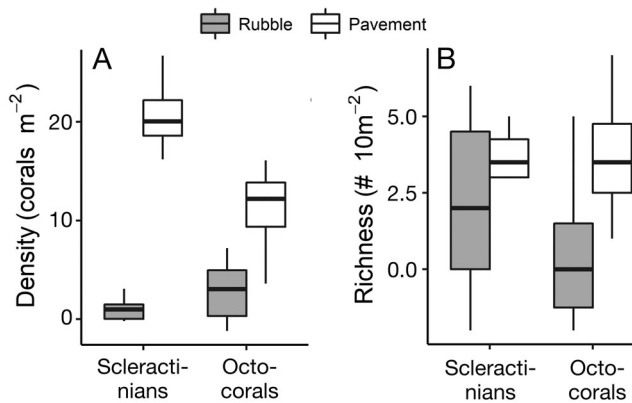 Rubble Pavement
A B
Density (corals m⁻²)
20
10
0
Richness (# 10m⁻²)
5.0
2.5
0.0
Scleracti-
nians
Octo-
corals
Scleracti-
nians
Octo-
corals